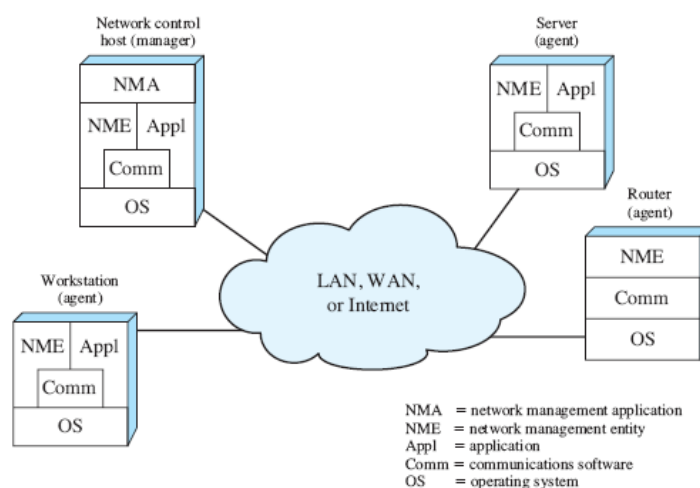 Network control
host (manager)
NMA
NME Appl
Comm
OS
Server
(agent)
NME Appl
Comm
OS
Router
(agent)
NME
Comm
OS
LAN, WAN,
or Internet
Workstation
(agent)
NME Appl
Comm
OS
NMA = network management application
NME = network management entity
Appl = application
Comm = communications software
OS = operating system